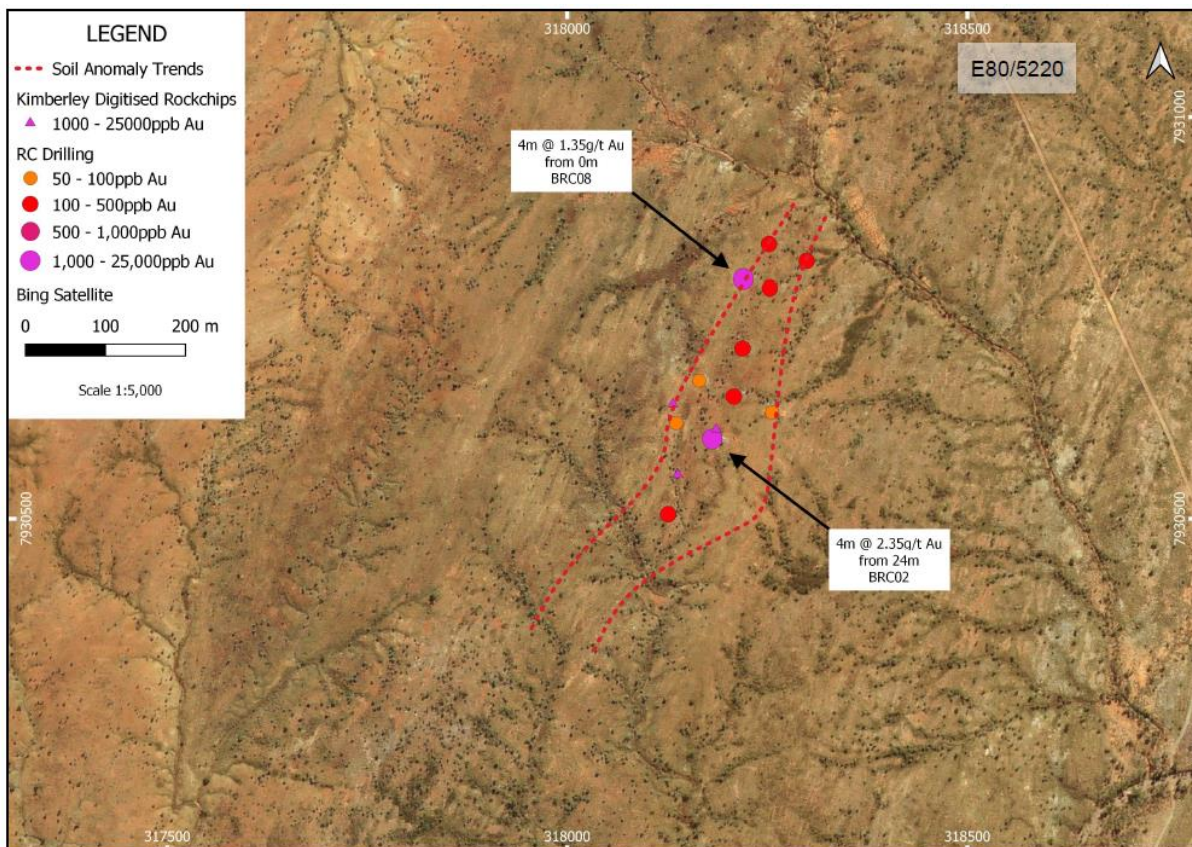 LEGEND
Soil Anomaly Trends
Kimberley Digitised Rockchips
1000 - 25000ppb Au
RC Drilling
50 - 100ppb Au
100 - 500ppb Au
500 - 1,000ppb Au
1,000 - 25,000ppb Au
Bing Satellite
0 100 200 m
Scale 1:5,000
318000
318500
E80/5220
7931000
4m @ 1.35g/t Au
from 0m
BRC08
7930500
7930500
4m @ 2.35g/t Au
from 24m
BRC02
317500
318000
318500